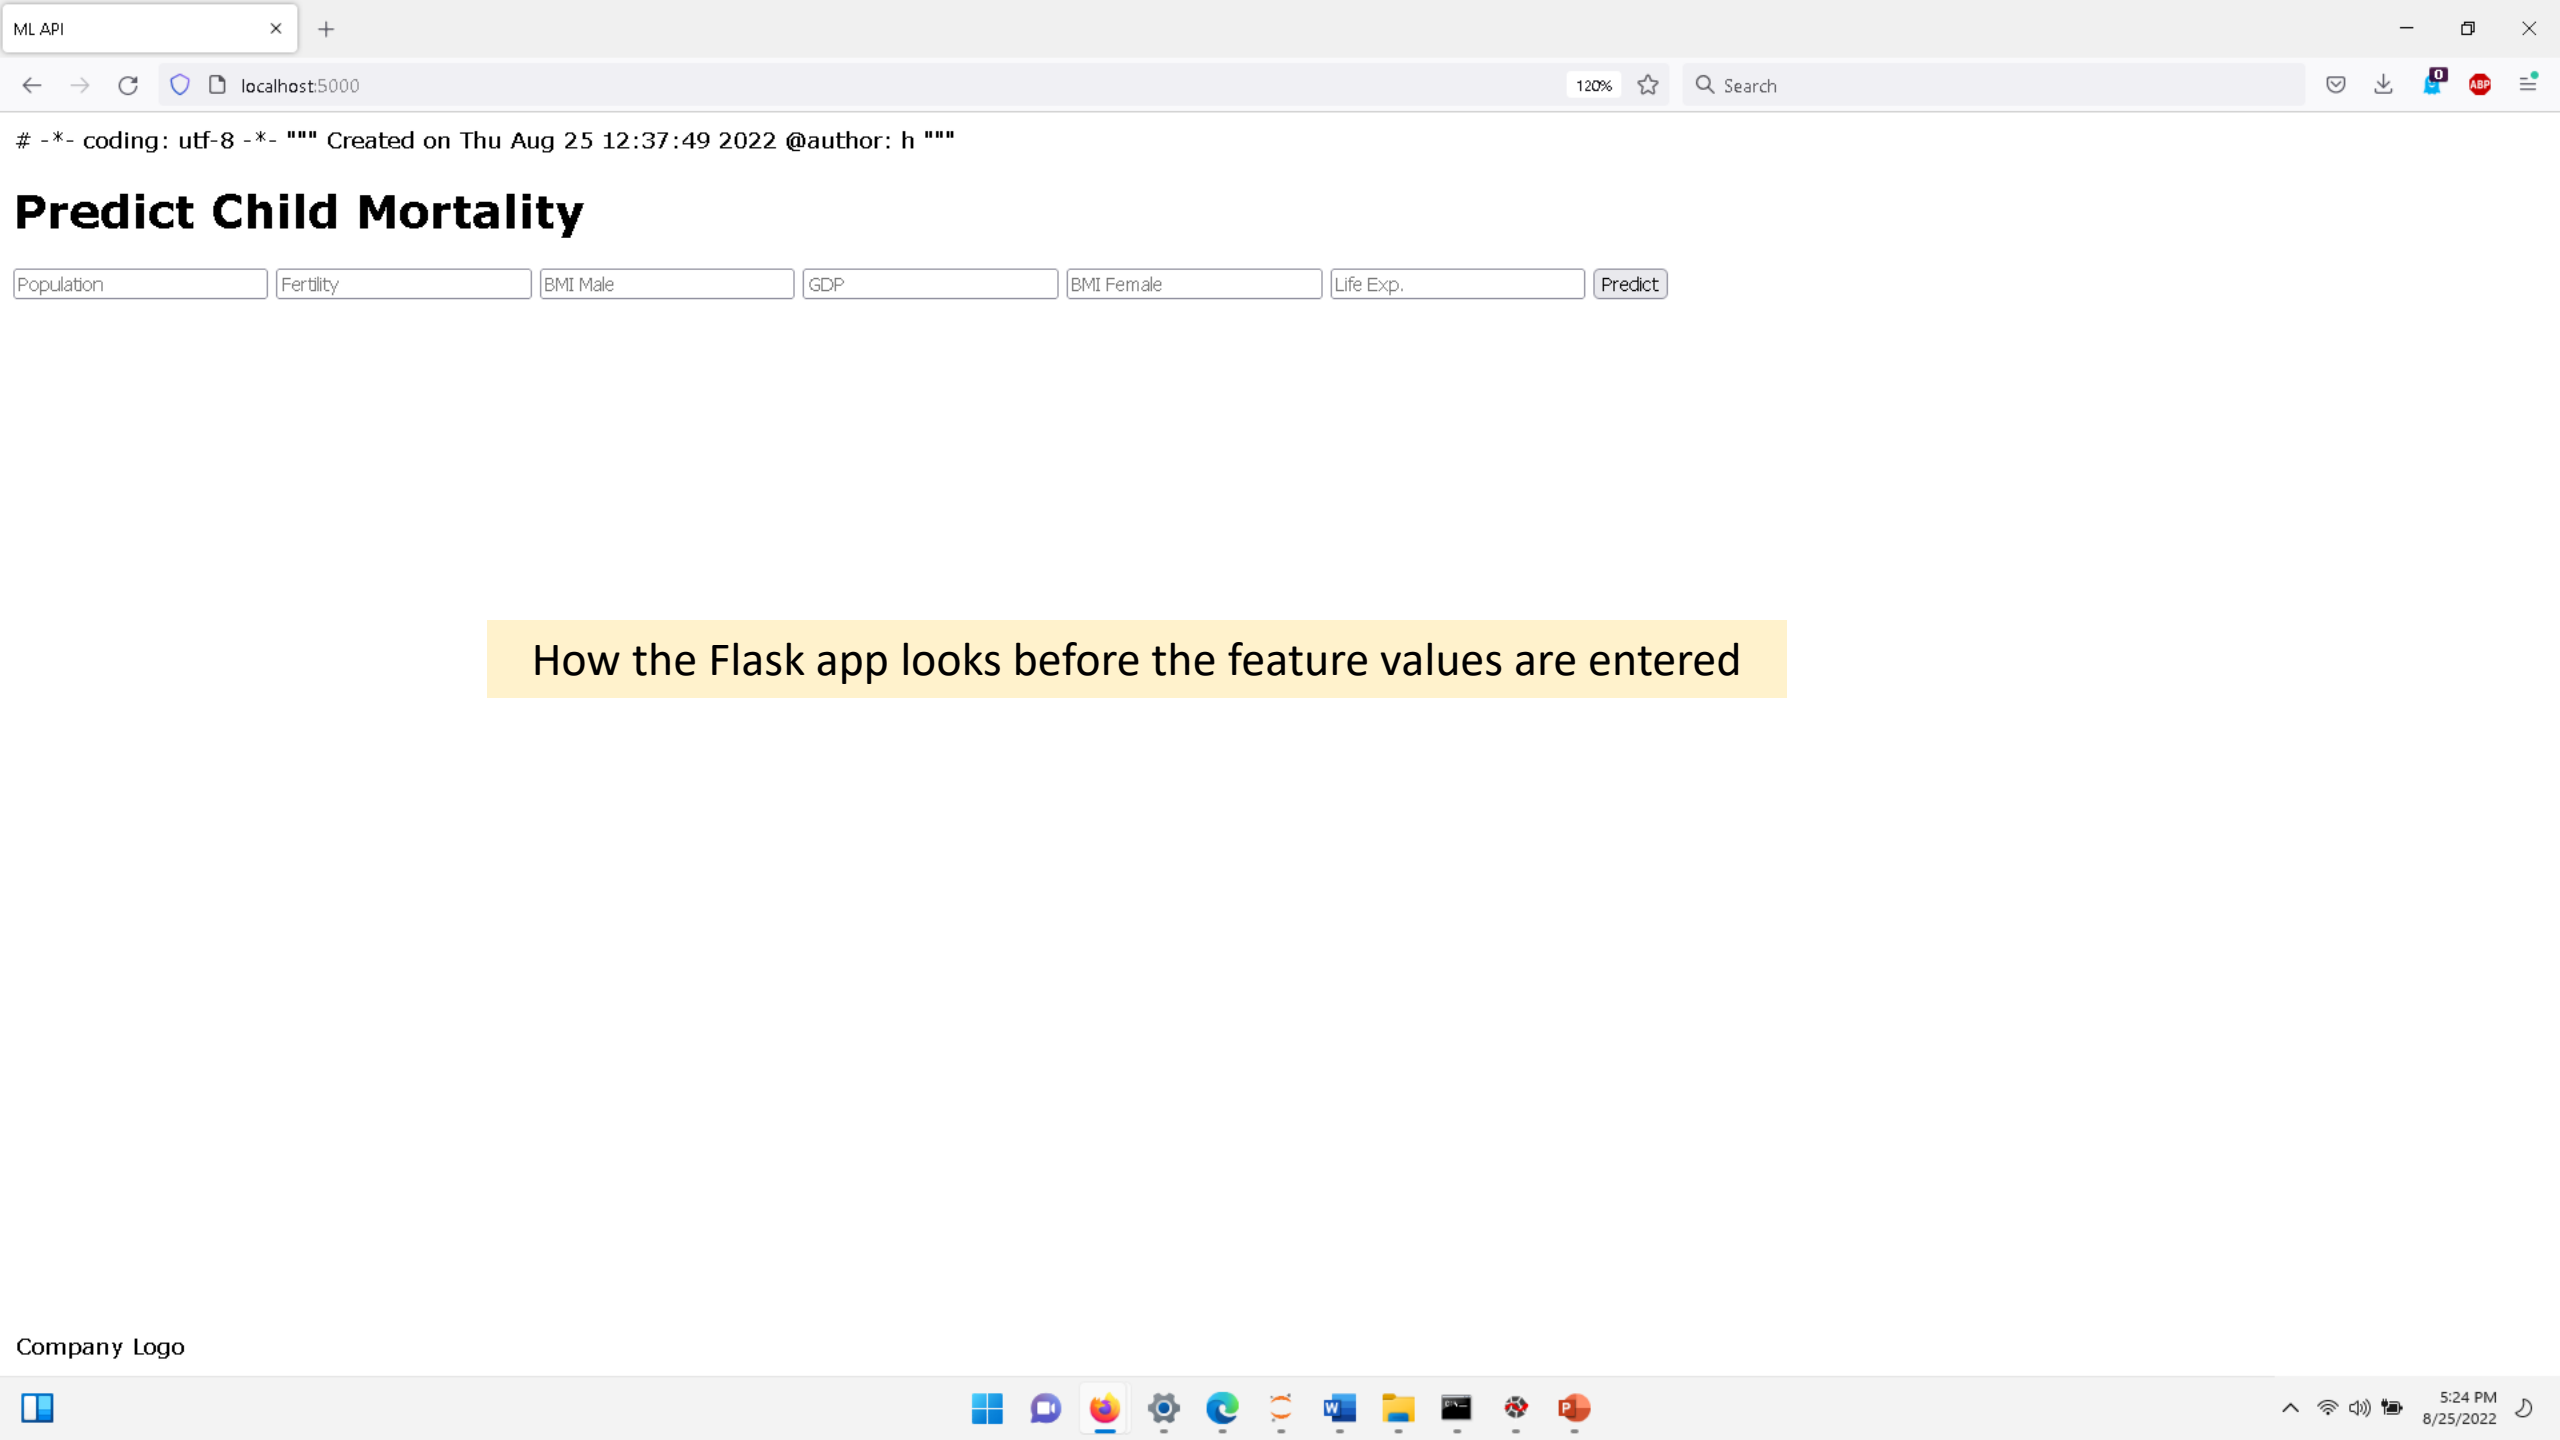 ML API
localhost:5000
120%
Search
0
ABP
# -*- coding: utf-8 -*- """ Created on Thu Aug 25 12:37:49 2022 @author: h """
Predict Child Mortality
Population
Fertility
BMI Male
GDP
BMI Female
Life Exp.
Predict
How the Flask app looks before the feature values are entered
Company Logo
W
C:\
P
5:24 PM
8/25/2022